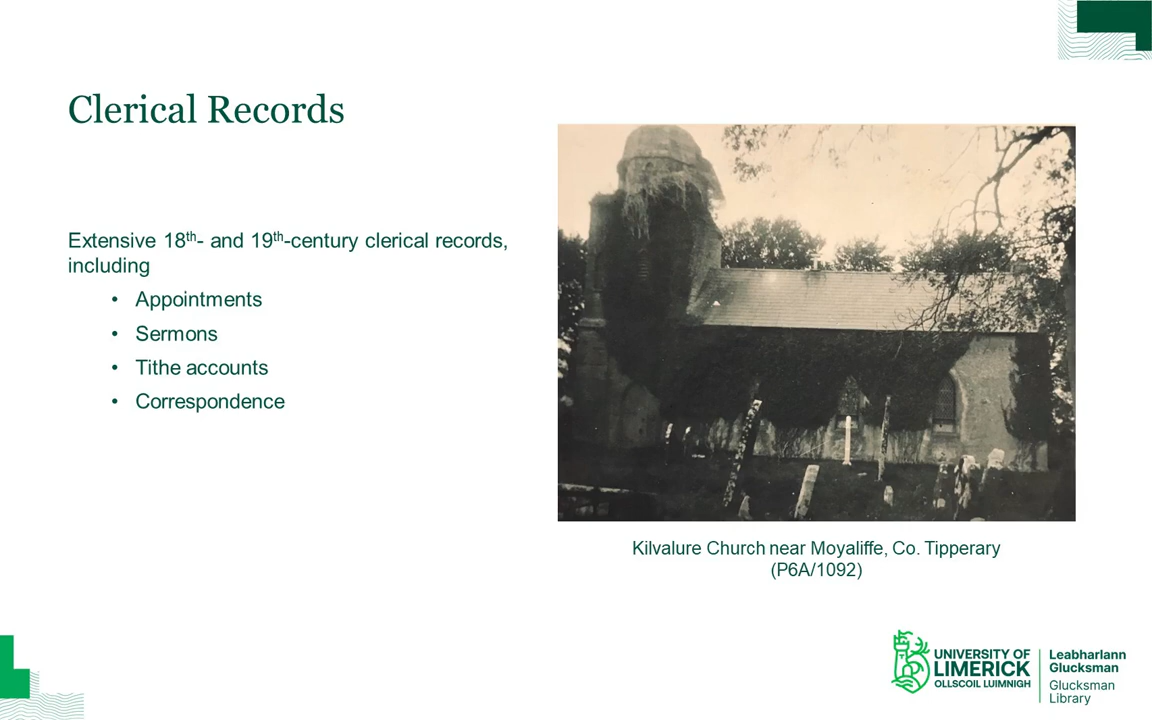 Clerical Records
Extensive 18th- and 19th-century clerical records,
including
• Appointments
• Sermons
• Tithe accounts
• Correspondence
Kilvalure Church near Moyaliffe, Co. Tipperary
(P6A/1092)
UNIVERSITY OF
LIMERICK
OLLSCOIL LUIMNIGH
Leabharlann
Glucksman
Glucksman
Library